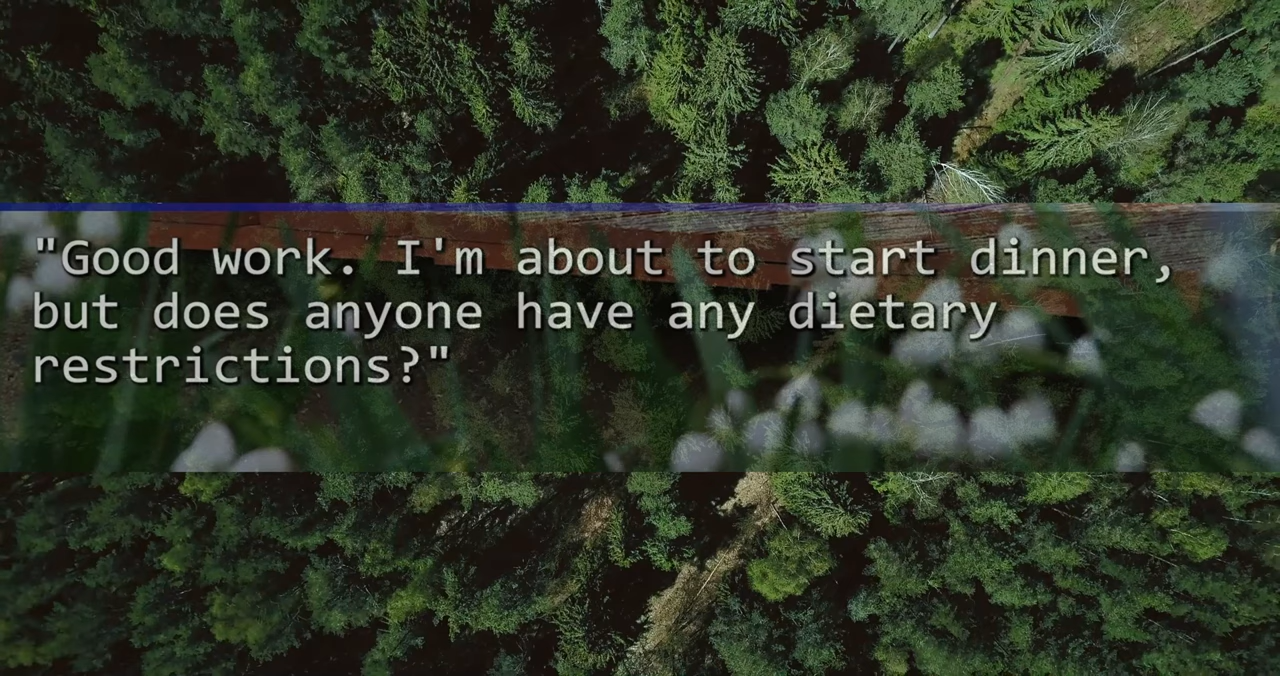 "Good work. I'm about to start dinner,
but does anyone have any dietary
restrictions?"